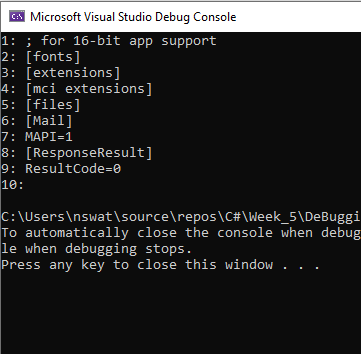 Microsoft Visual Studio Debug Console
1: ; for 16-bit app support
2: [fonts]
3: [extensions]
4: [mci extensions]
5: [files]
6: [Mail]
7: MAPI=1
8: [ResponseResult]
9: ResultCode=0
10:
C:\Users\nswat\source\repos\C#\Week_5\DeBuggi
To automatically close the console when debug
le when debugging stops.
Press any key to close this window . . .